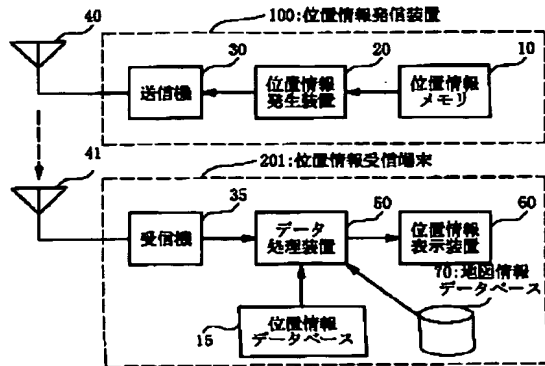 100:位置情報発信装置
40
30
20
10
送信機
位置情報
発生装置
位置情報
メモリ
201:位置情報受信端末
41
35
50
60
受信機
データ
処理装置
位置情報
表示装置
70:地図情報
データベース
15
位置情報
データベース